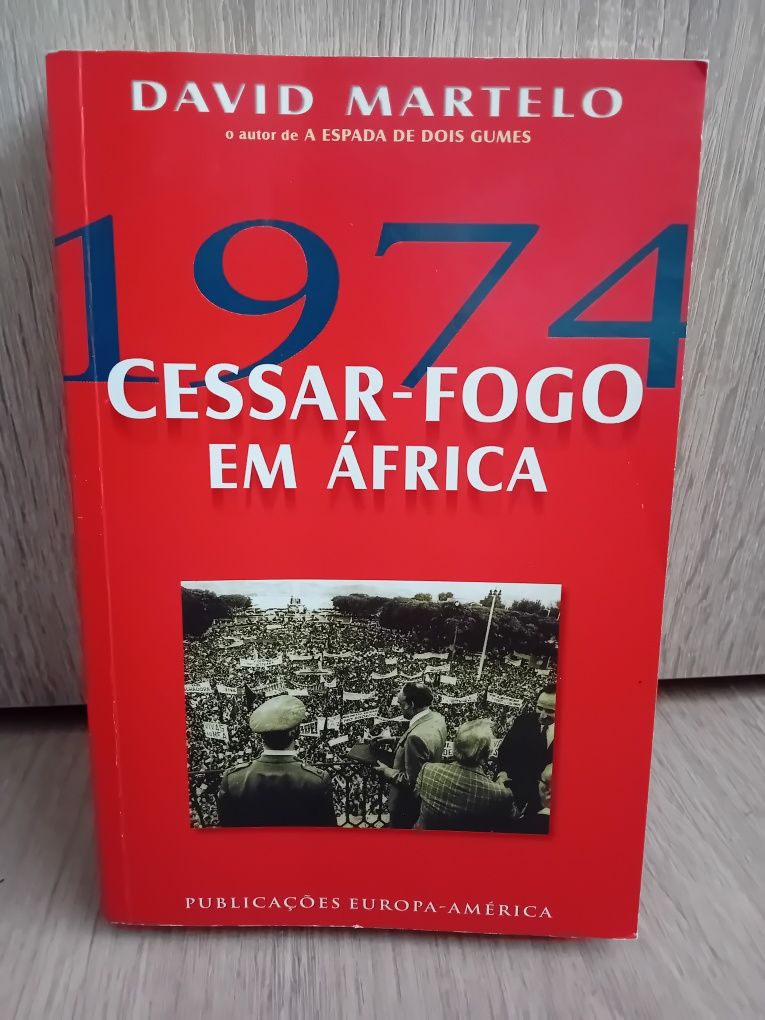 DAVID MARTELO
o autor de A ESPADA DE DOIS GUMES
1974
CESSAR-FOGO
EM ÁFRICA
PUBLICAÇÕES EUROPA-AMÉRICA